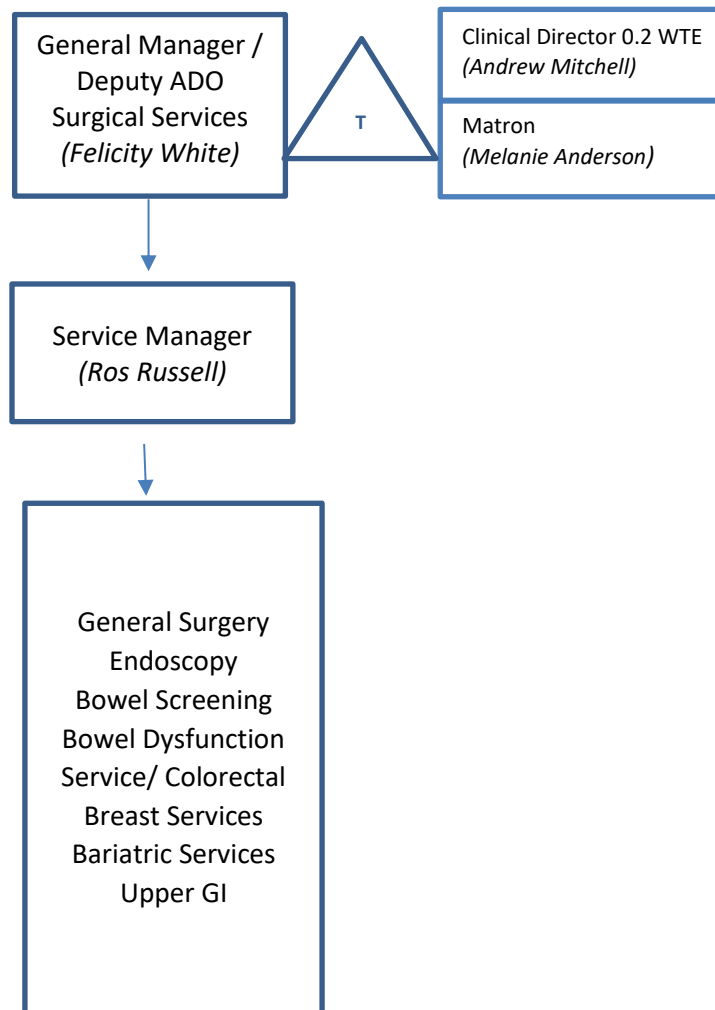 General Manager /
Deputy ADO
Surgical Services
(Felicity White)
T
Clinical Director 0.2 WTE
(Andrew Mitchell)
Matron
(Melanie Anderson)
Service Manager
(Ros Russell)
General Surgery
Endoscopy
Bowel Screening
Bowel Dysfunction
Service/ Colorectal
Breast Services
Bariatric Services
Upper GI